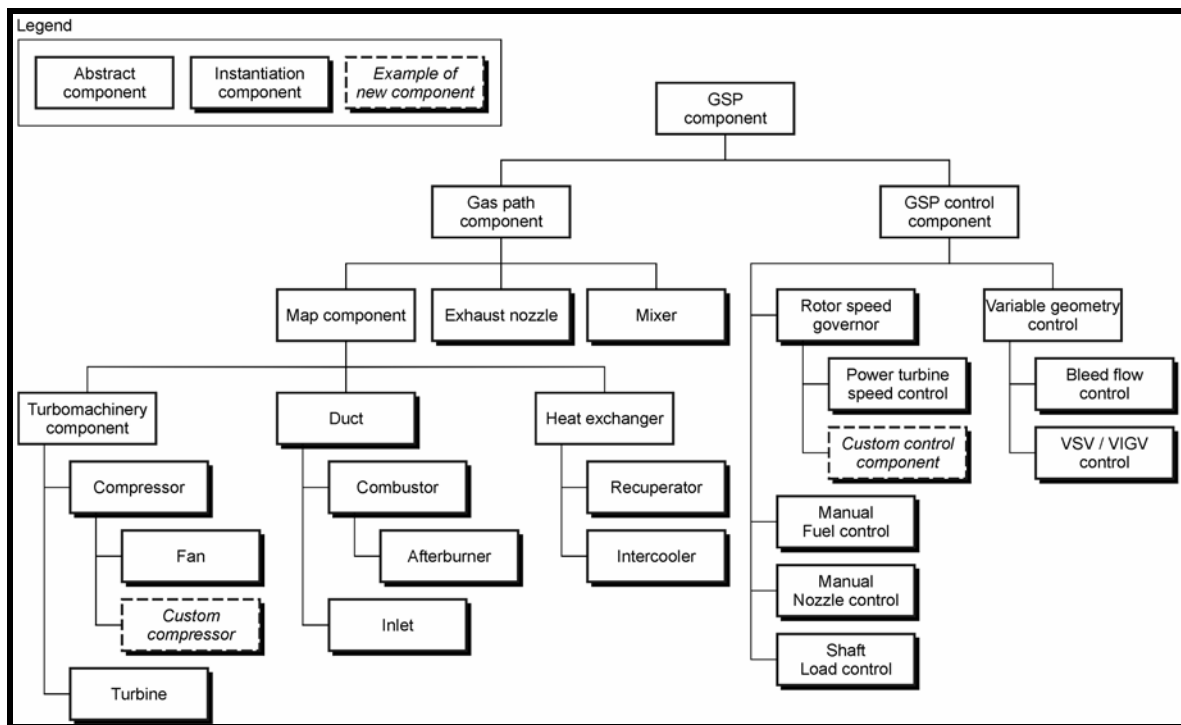 Legend
Abstract
component
Instantiation
component
Example of
new component
GSP
component
Gas path
component
GSP control
component
Map component
Exhaust nozzle
Mixer
Rotor speed
governor
Variable geometry
control
Power turbine
speed control
Bleed flow
control
Custom control
component
VSV / VIGV
control
Turbomachinery
component
Duct
Heat exchanger
Compressor
Combustor
Recuperator
Manual
Fuel control
Fan
Afterburner
Intercooler
Manual
Nozzle control
Custom
compressor
Inlet
Shaft
Load control
Turbine